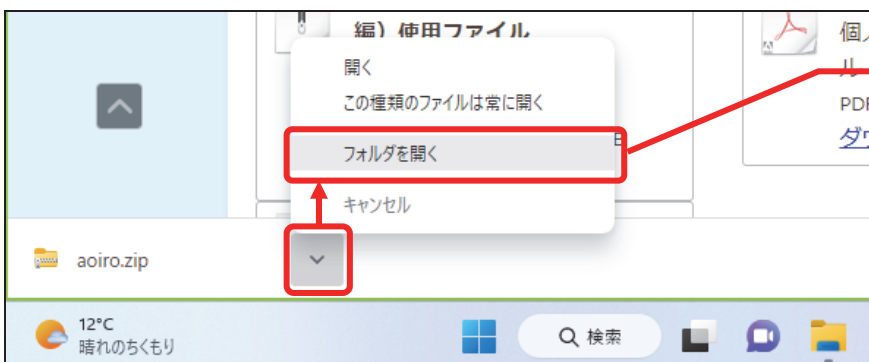 編）使用ファイル
開く
この種類のファイルは常に開く
フォルダを開く
キャンセル
個人
ル
PDF
aoiro.zip
12°C
晴れのちくもり
検索